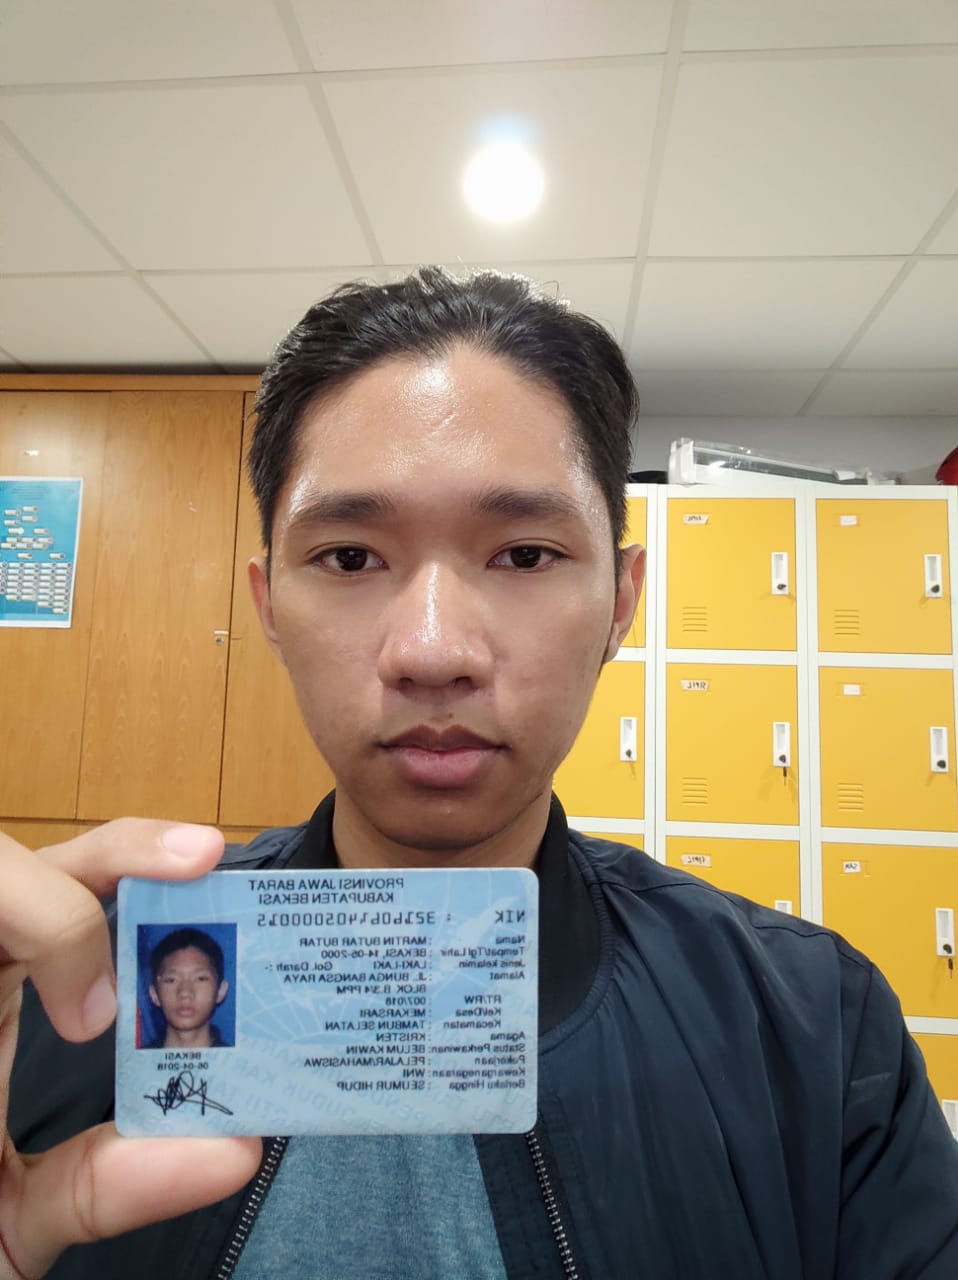 PROVINSI JAWA BARAT
KABUPATEN BEKASI
NIK : 3216061405000015
Nama : MARTIN BUTAR BUTAR
Tempat/Tgl Lahir : BEKASI, 14-05-2000
Jenis kelamin : LAKI-LAKI Gol. Darah : -
Alamat : JL. BUNGA BANGSA RAYA
BLOK B.3/4 PPM
RT/RW : 007/018
Kel/Desa : MEKARSARI
Kecamatan : TAMBUN SELATAN
Agama : KRISTEN
Status Perkawinan: BELUM KAWIN
Pekerjaan : PELAJAR/MAHASISWA
Kewarganegaraan: WNI
Berlaku Hingga : SEUMUR HIDUP
BEKASI
06-04-2018